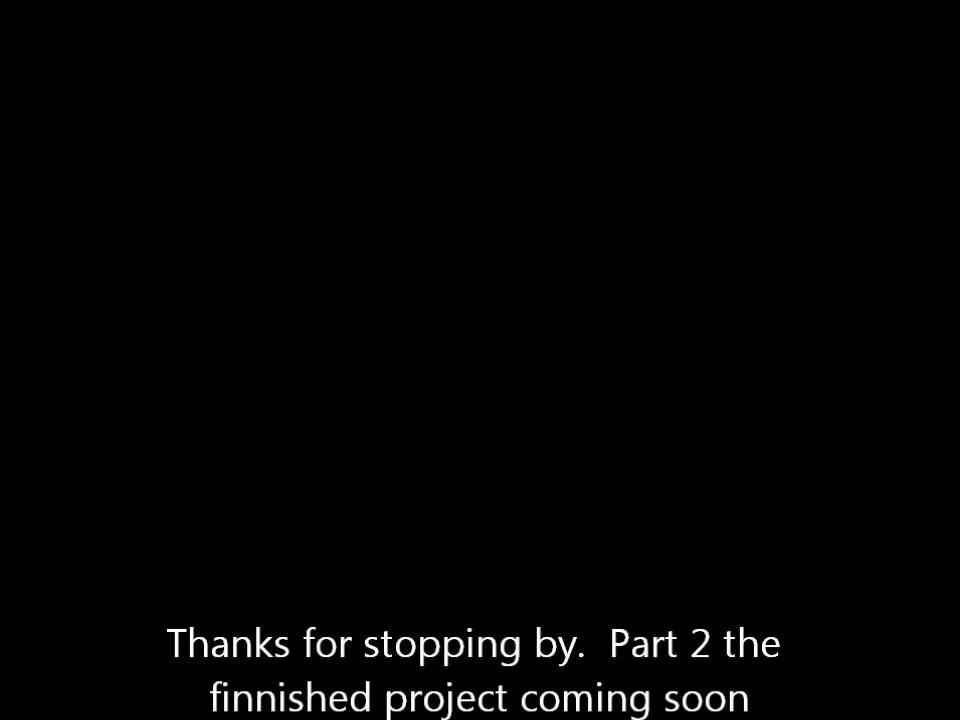 Thanks for stopping by.  Part 2 the
finnished project coming soon